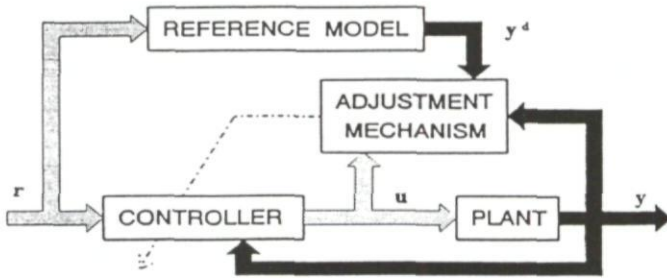 REFERENCE MODEL
y d
ADJUSTMENT
MECHANISM
r
CONTROLLER
u
PLANT
y